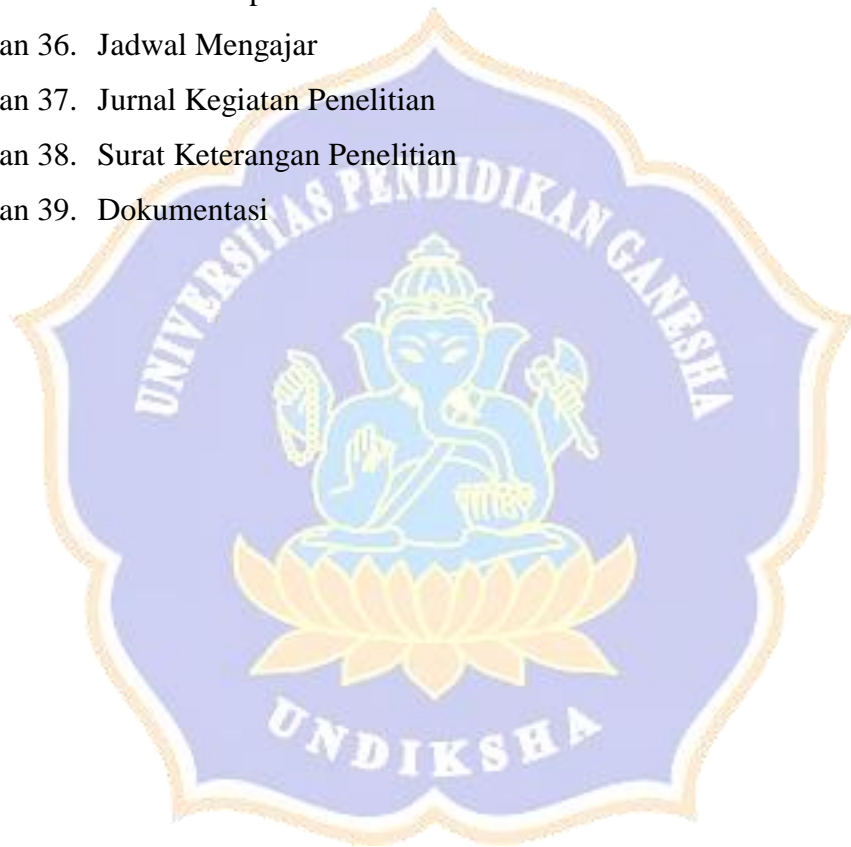 an 36. Jadwal Mengajar
an 37. Jurnal Kegiatan Penelitian
an 38. Surat Keterangan Penelitian
an 39. Dokumentasi
UNIVERSITAS PENDIDIKAN GANESHA
UNDIKSHA